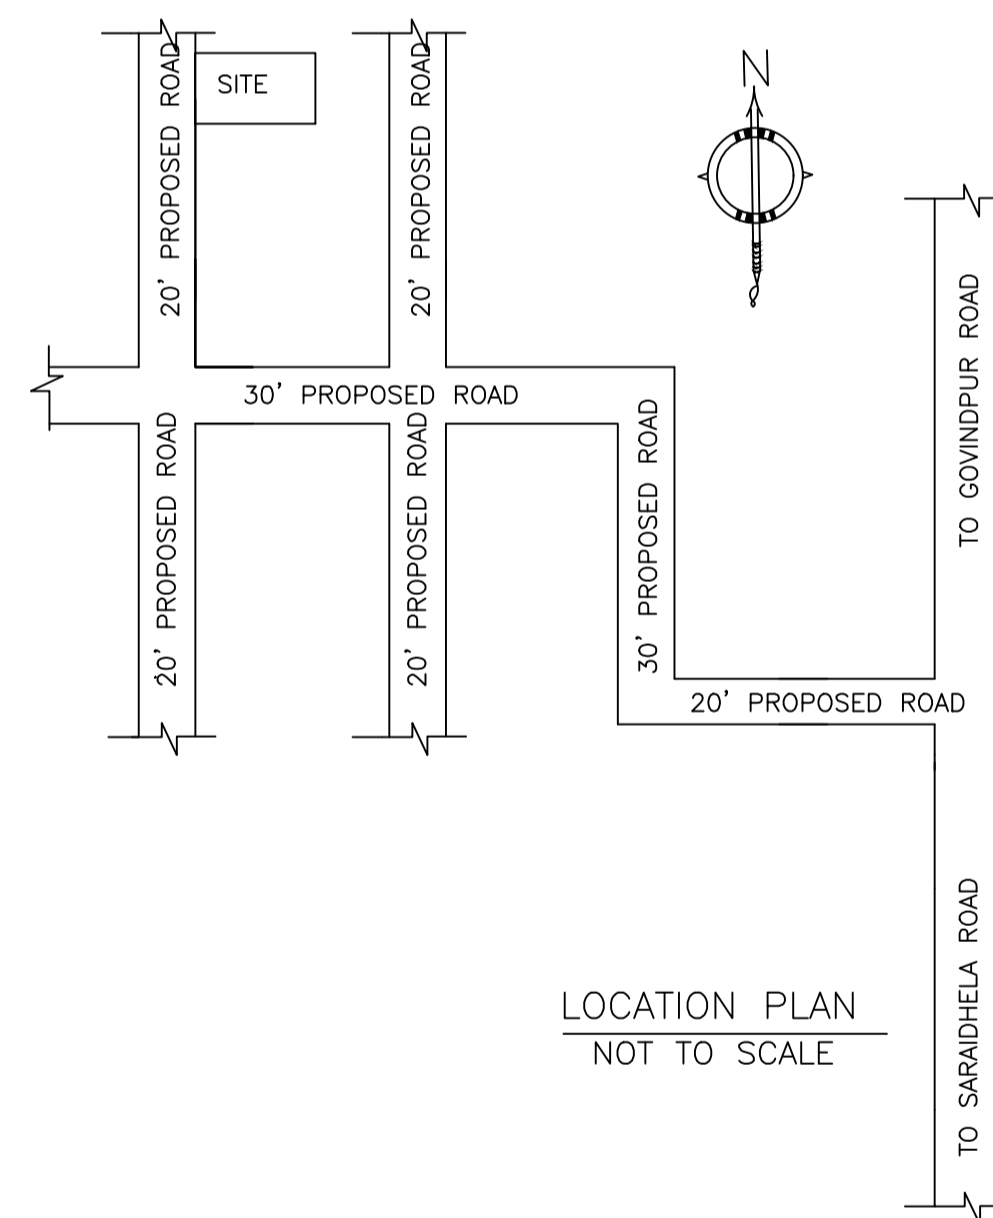 20' PROPOSED ROAD
SITE
20' PROPOSED ROAD
N
30' PROPOSED ROAD
20' PROPOSED ROAD
20' PROPOSED ROAD
30' PROPOSED ROAD
TO GOVINDPUR ROAD
20' PROPOSED ROAD
TO SARAIDHELA ROAD
LOCATION PLAN
NOT TO SCALE